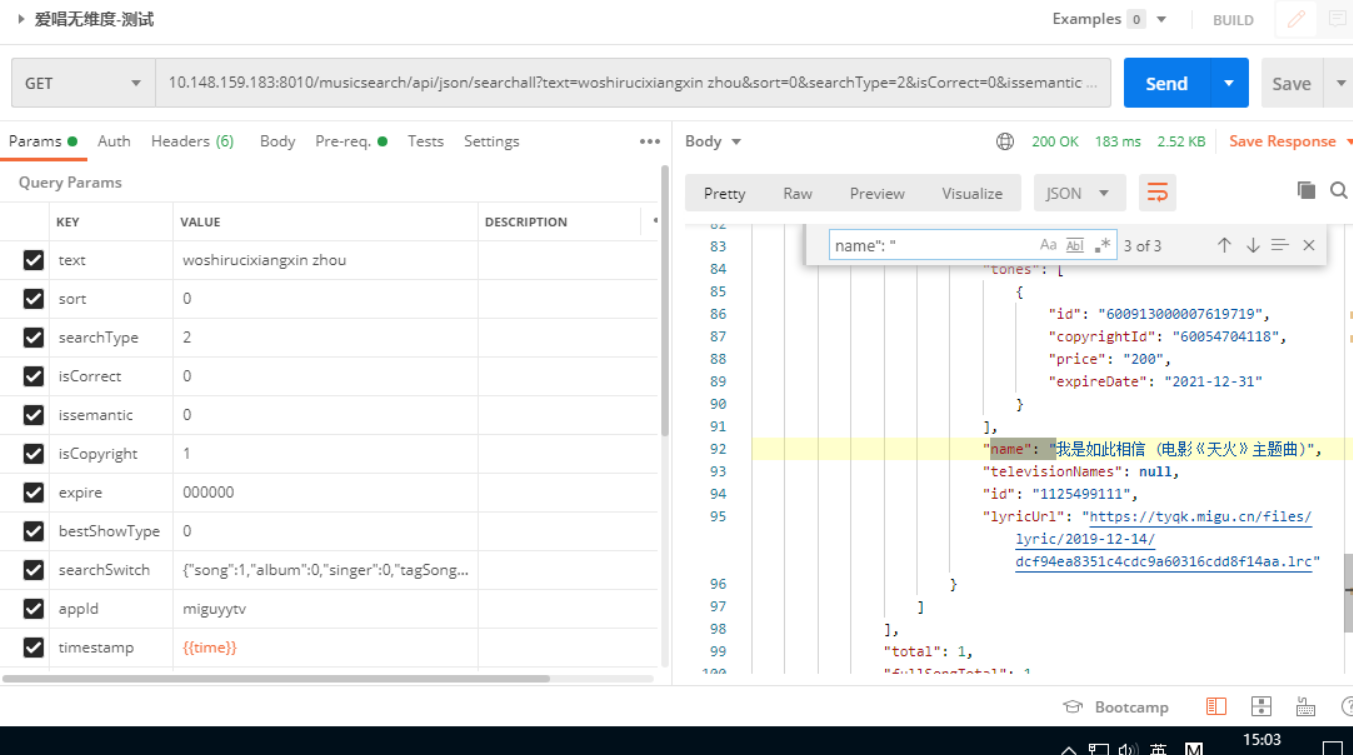 爱唱无维度-测试
Examples 0
BUILD
GET
10.148.159.183:8010/musicsearch/api/json/searchall?text=woshirucixiangxin zhou&sort=0&searchType=2&isCorrect=0&issemantic ...
Send
Save
Params Auth Headers (6) Body Pre-req. Tests Settings
Body
200 OK 183 ms 2.52 KB Save Response
Query Params
Pretty Raw Preview Visualize JSON
KEY VALUE DESCRIPTION
text woshirucixiangxin zhou
sort 0
searchType 2
isCorrect 0
issemantic 0
isCopyright 1
expire 000000
bestShowType 0
searchSwitch {"song":1,"album":0,"singer":0,"tagSong...
appId miguyytv
timestamp {{time}}
name": " Aa Abl .* 3 of 3
82
83
84 "tones": [
85 {
86 "id": "600913000007619719",
87 "copyrightId": "60054704118",
88 "price": "200",
89 "expireDate": "2021-12-31"
90 }
91 ],
92 "name": "我是如此相信 (电影《天火》主题曲)",
93 "televisionNames": null,
94 "id": "1125499111",
95 "lyricUrl": "https://tyqk.migu.cn/files/
lyric/2019-12-14/
dcf94ea8351c4cdc9a60316cdd8f14aa.lrc"
96 }
97 ]
98 ],
99 "total": 1,
100 "fullSongTotal": 1
Bootcamp
英 M
15:03